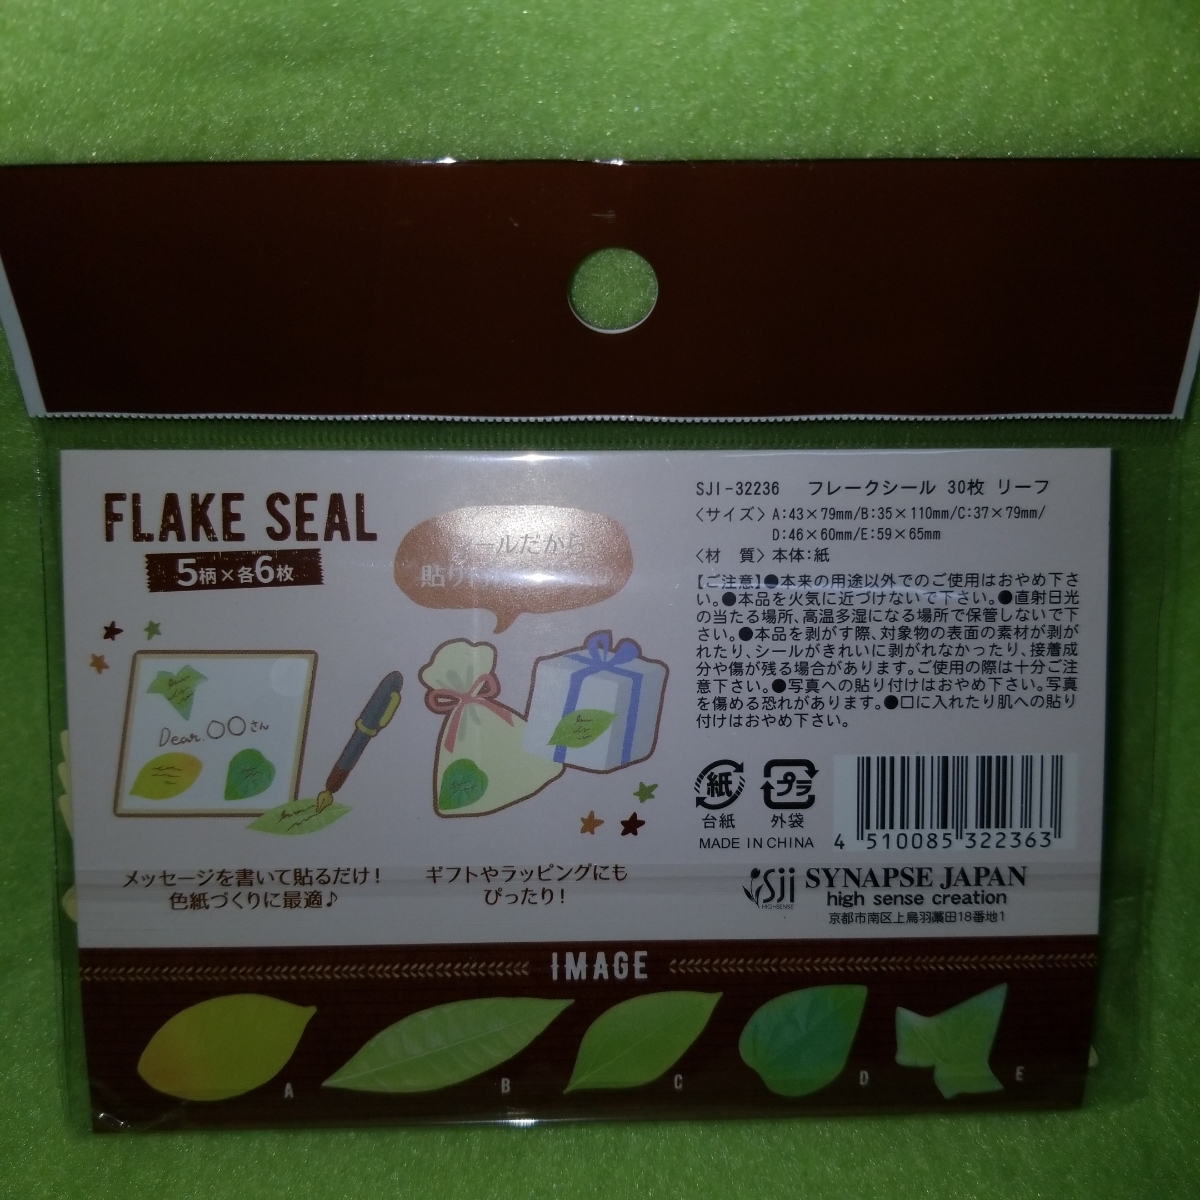 FLAKE SEAL
5柄×各6枚
ールだから
貼り
Dear.〇〇さん
メッセージを書いて貼るだけ!
色紙づくりに最適♪
ギフトやラッピングにも
ぴったり!
SJI-32236 フレークシール 30枚 リーフ
〈サイズ〉A:43×79mm/B:35×110mm/C:37×79mm/
D:46×60mm/E:59×65mm
〈材 質〉本体:紙
【ご注意】●本来の用途以外でのご使用はおやめ下さ
い。●本品を火気に近づけないで下さい。●直射日光
の当たる場所、高温多湿になる場所で保管しないで下
さい。●本品を剥がす際、対象物の表面の素材が剥が
れたり、シールがきれいに剥がれなかったり、接着成
分や傷が残る場合があります。ご使用の際は十分ご注
意下さい。●写真への貼り付けはおやめ下さい。写真
を傷める恐れがあります。●口に入れたり肌への貼り
付けはおやめ下さい。
紙
プラ
台紙
外袋
MADE IN CHINA
4 510085 322363
sji
HIGH SENSE
SYNAPSE JAPAN
high sense creation
京都市南区上鳥羽藁田18番地1
IMAGE
A
B
C
D
E